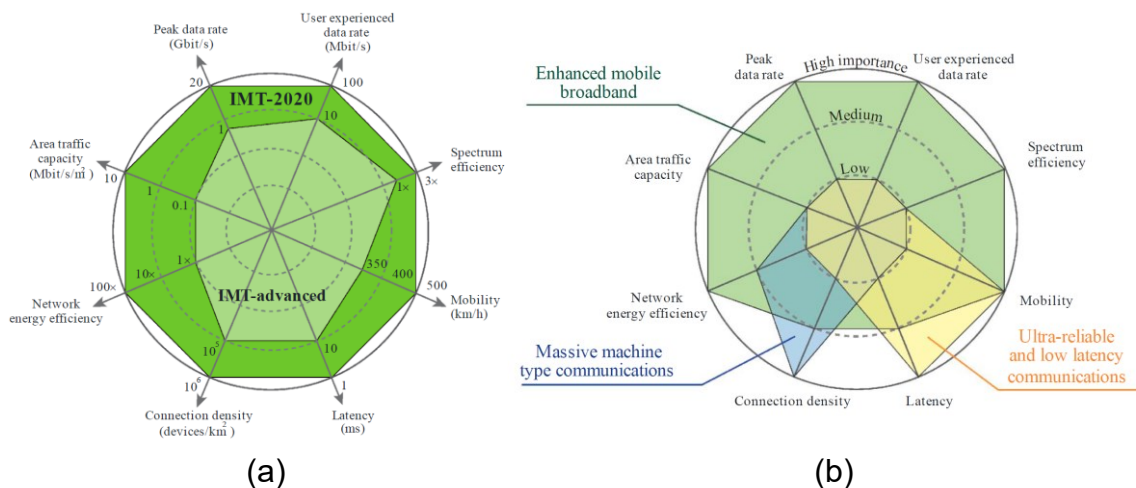 Peak data rate
(Gbit/s)
User experienced
data rate
(Mbit/s)
20
100
IMT-2020
1
10
Area traffic
capacity
(Mbit/s/m²)
10
1
0.1
Spectrum
efficiency
1×
3×
1×
10×
100×
Network
energy efficiency
350
400
500
Mobility
(km/h)
IMT-advanced
10⁵
10⁶
Connection density
(devices/km²)
10
1
Latency
(ms)
(a)
Peak
data rate
High importance
User experienced
data rate
Enhanced mobile
broadband
Medium
Area traffic
capacity
Low
Spectrum
efficiency
Network
energy efficiency
Mobility
Massive machine
type communications
Ultra-reliable
and low latency
communications
Connection density
Latency
(b)